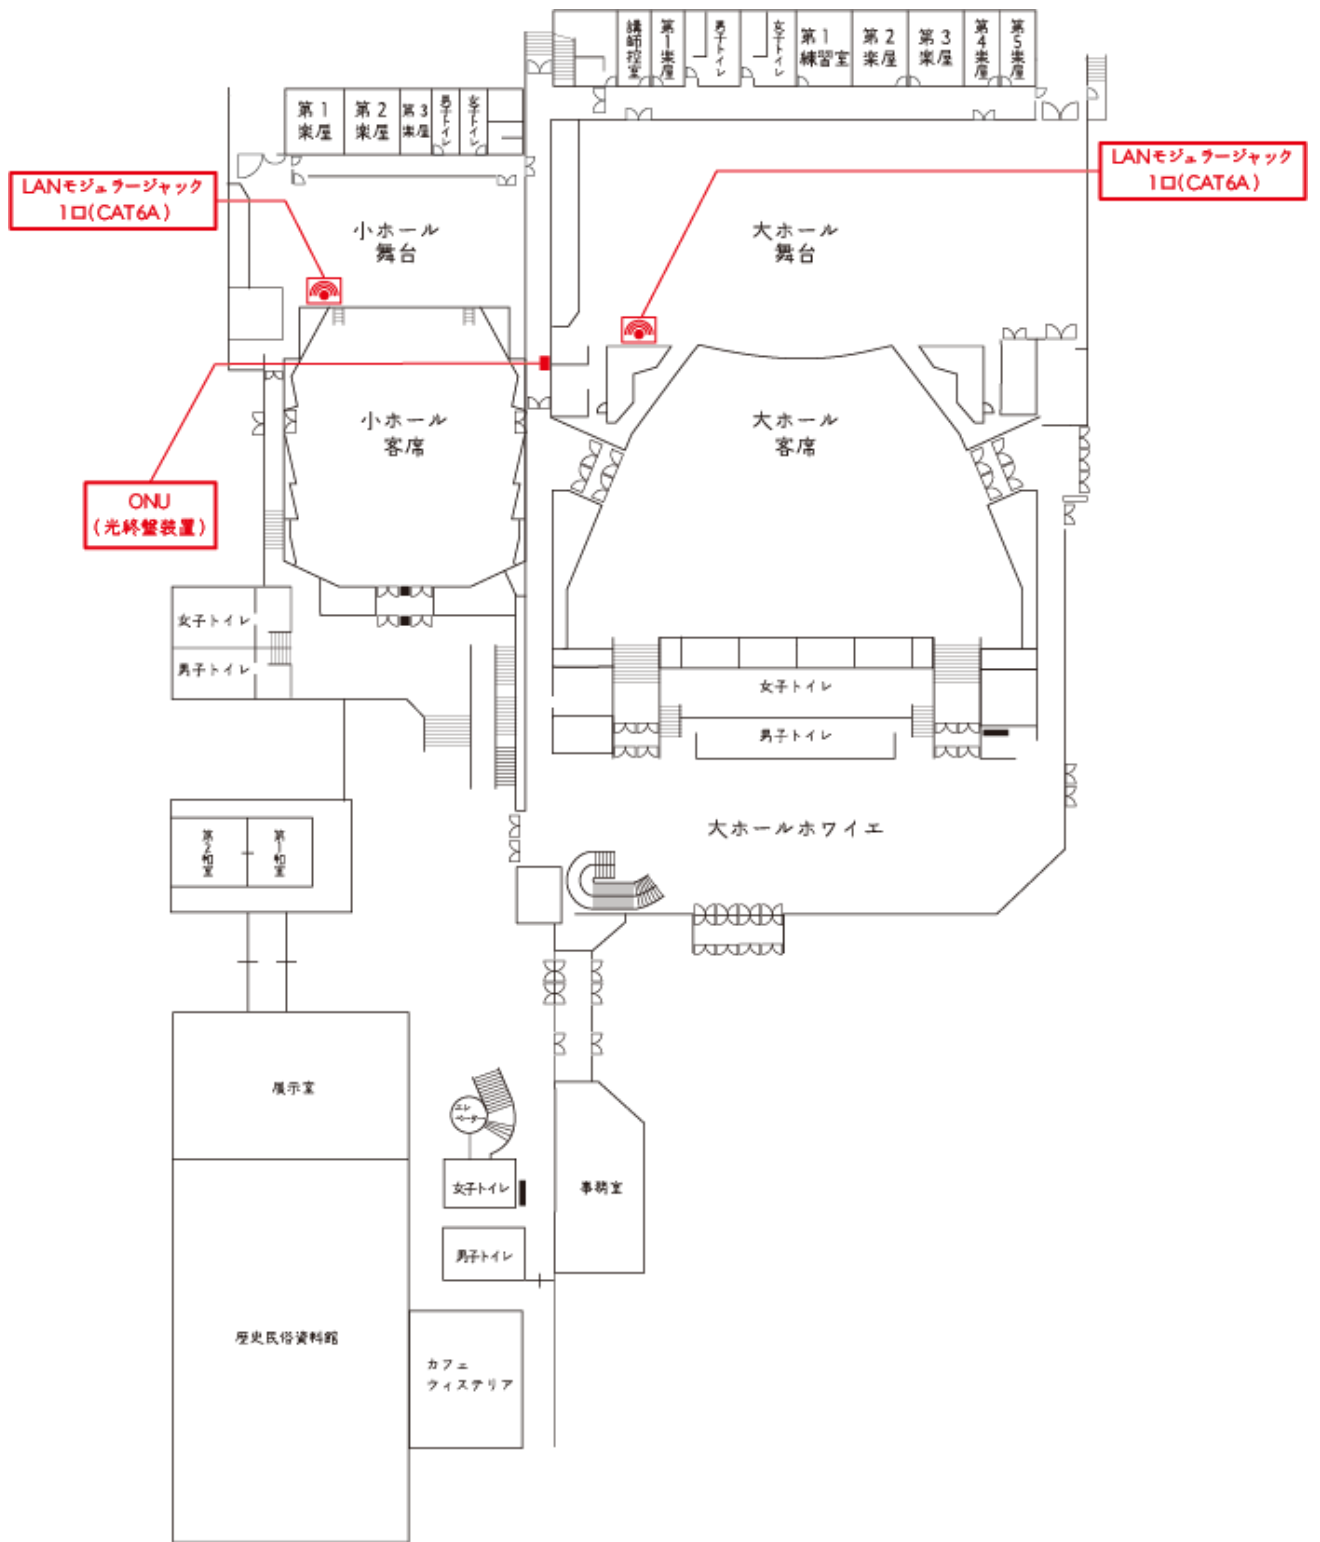 講師控室
第1楽屋
男子トイレ
女子トイレ
第1
練習室
第2
楽屋
第3
楽屋
第4楽屋
第5楽屋
第1
楽屋
第2
楽屋
第3
楽屋
男子トイレ
女子トイレ
LANモジュラージャック
1口(CAT6A)
LANモジュラージャック
1口(CAT6A)
小ホール
舞台
大ホール
舞台
小ホール
客席
大ホール
客席
ONU
(光終盤装置)
女子トイレ
男子トイレ
女子トイレ
男子トイレ
大ホールホワイエ
第2和室
第1和室
展示室
エレ
ベーター
女子トイレ
事務室
男子トイレ
歴史民俗資料館
カフェ
ウィステリア